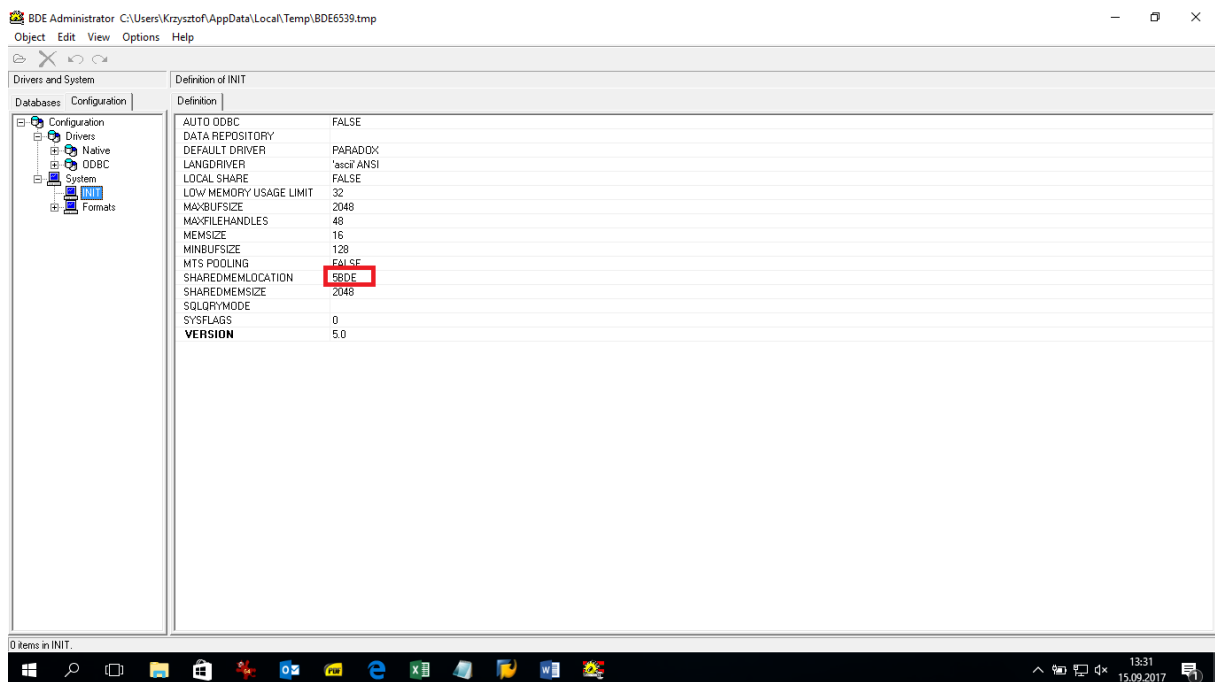 BDE Administrator C:\Users\Krzysztof\AppData\Local\Temp\BDE6539.tmp
Object Edit View Options Help
Drivers and System
Definition of INIT
Databases Configuration
Definition
Configuration
Drivers
Native
ODBC
System
INIT
Formats
AUTO ODBC FALSE
DATA REPOSITORY
DEFAULT DRIVER PARADOX
LANGDRIVER 'ascii' ANSI
LOCAL SHARE FALSE
LOW MEMORY USAGE LIMIT 32
MAXBUFSIZE 2048
MAXFILEHANDLES 48
MEMSIZE 16
MINBUFSIZE 128
MTS POOLING FALSE
SHAREDMEMLOCATION 5BDE
SHAREDMEMSIZE 2048
SQLQRYMODE
SYSFLAGS 0
VERSION 5.0
0 items in INIT.
13:31
15.09.2017